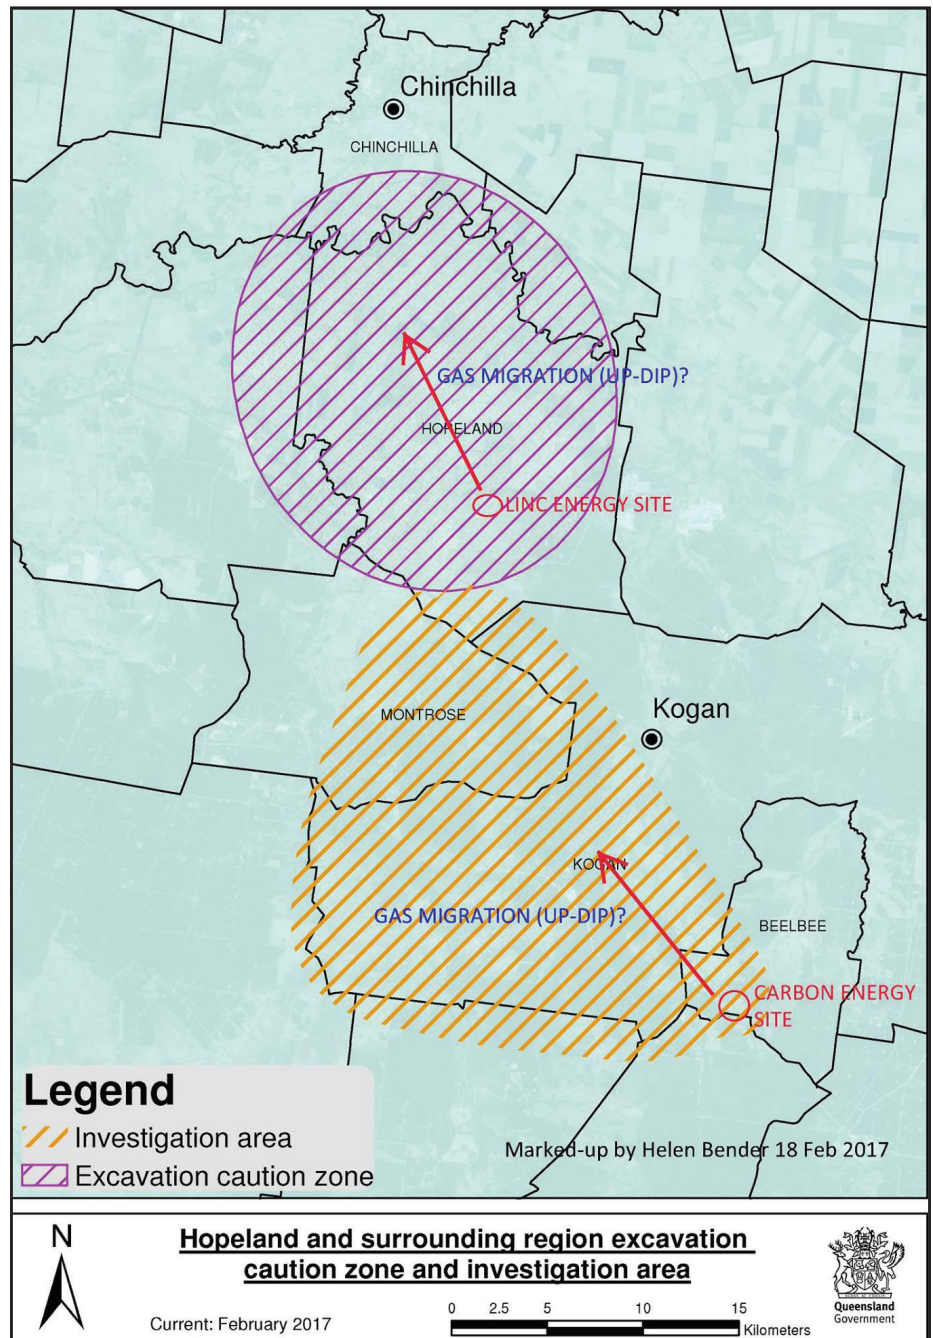 Chinchilla
CHINCHILLA
GAS MIGRATION (UP-DIP)?
HOPELAND
LINC ENERGY SITE
MONTROSE
Kogan
KOGAN
GAS MIGRATION (UP-DIP)?
BEELBEE
CARBON ENERGY
SITE
Legend
Investigation area
Excavation caution zone
Marked-up by Helen Bender 18 Feb 2017
N
Hopeland and surrounding region excavation
caution zone and investigation area
Current: February 2017
0 2.5 5 10 15
Kilometers
Queensland
Government